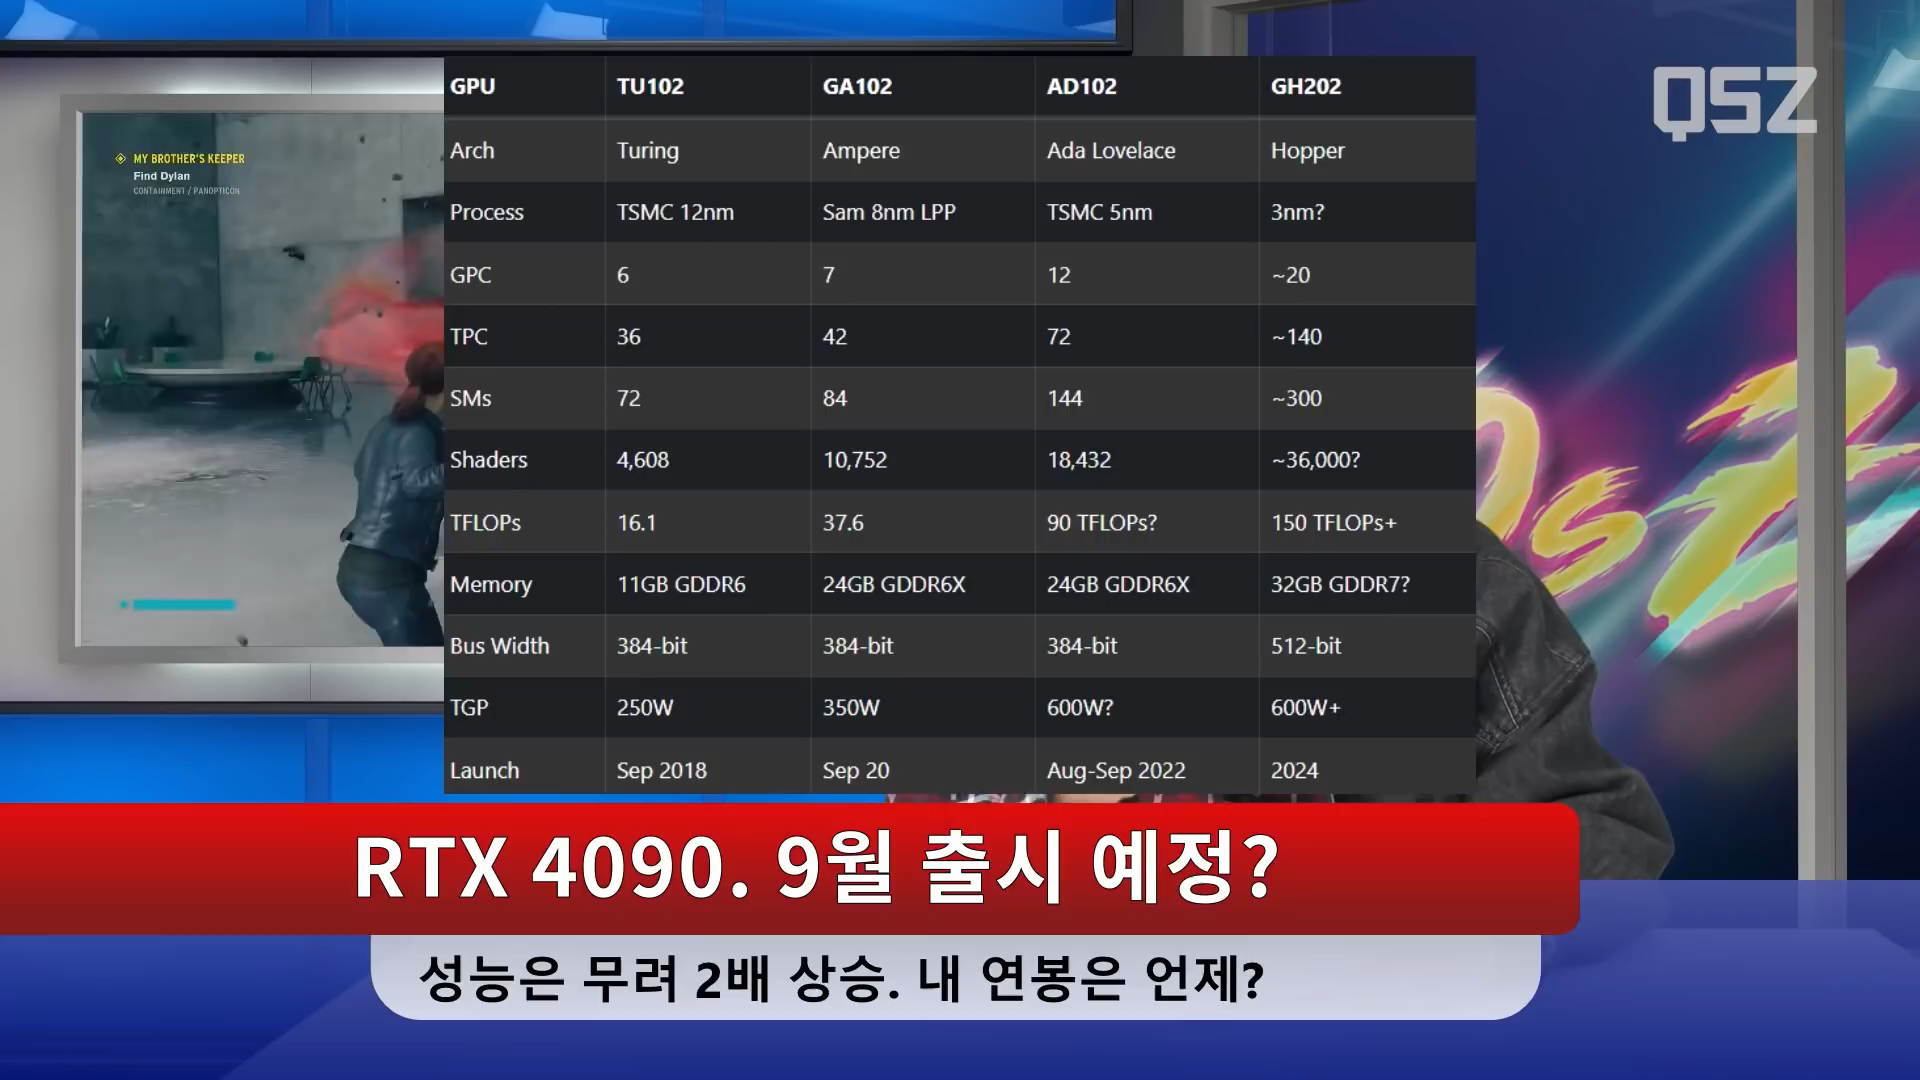 QSZ
MY BROTHER'S KEEPER
Find Dylan
CONTAINMENT / PANOPTICON
GPU TU102 GA102 AD102 GH202
Arch Turing Ampere Ada Lovelace Hopper
Process TSMC 12nm Sam 8nm LPP TSMC 5nm 3nm?
GPC 6 7 12 ~20
TPC 36 42 72 ~140
SMs 72 84 144 ~300
Shaders 4,608 10,752 18,432 ~36,000?
TFLOPs 16.1 37.6 90 TFLOPs? 150 TFLOPs+
Memory 11GB GDDR6 24GB GDDR6X 24GB GDDR6X 32GB GDDR7?
Bus Width 384-bit 384-bit 384-bit 512-bit
TGP 250W 350W 600W? 600W+
Launch Sep 2018 Sep 20 Aug-Sep 2022 2024
QsZ
RTX 4090. 9월 출시 예정?
성능은 무려 2배 상승. 내 연봉은 언제?